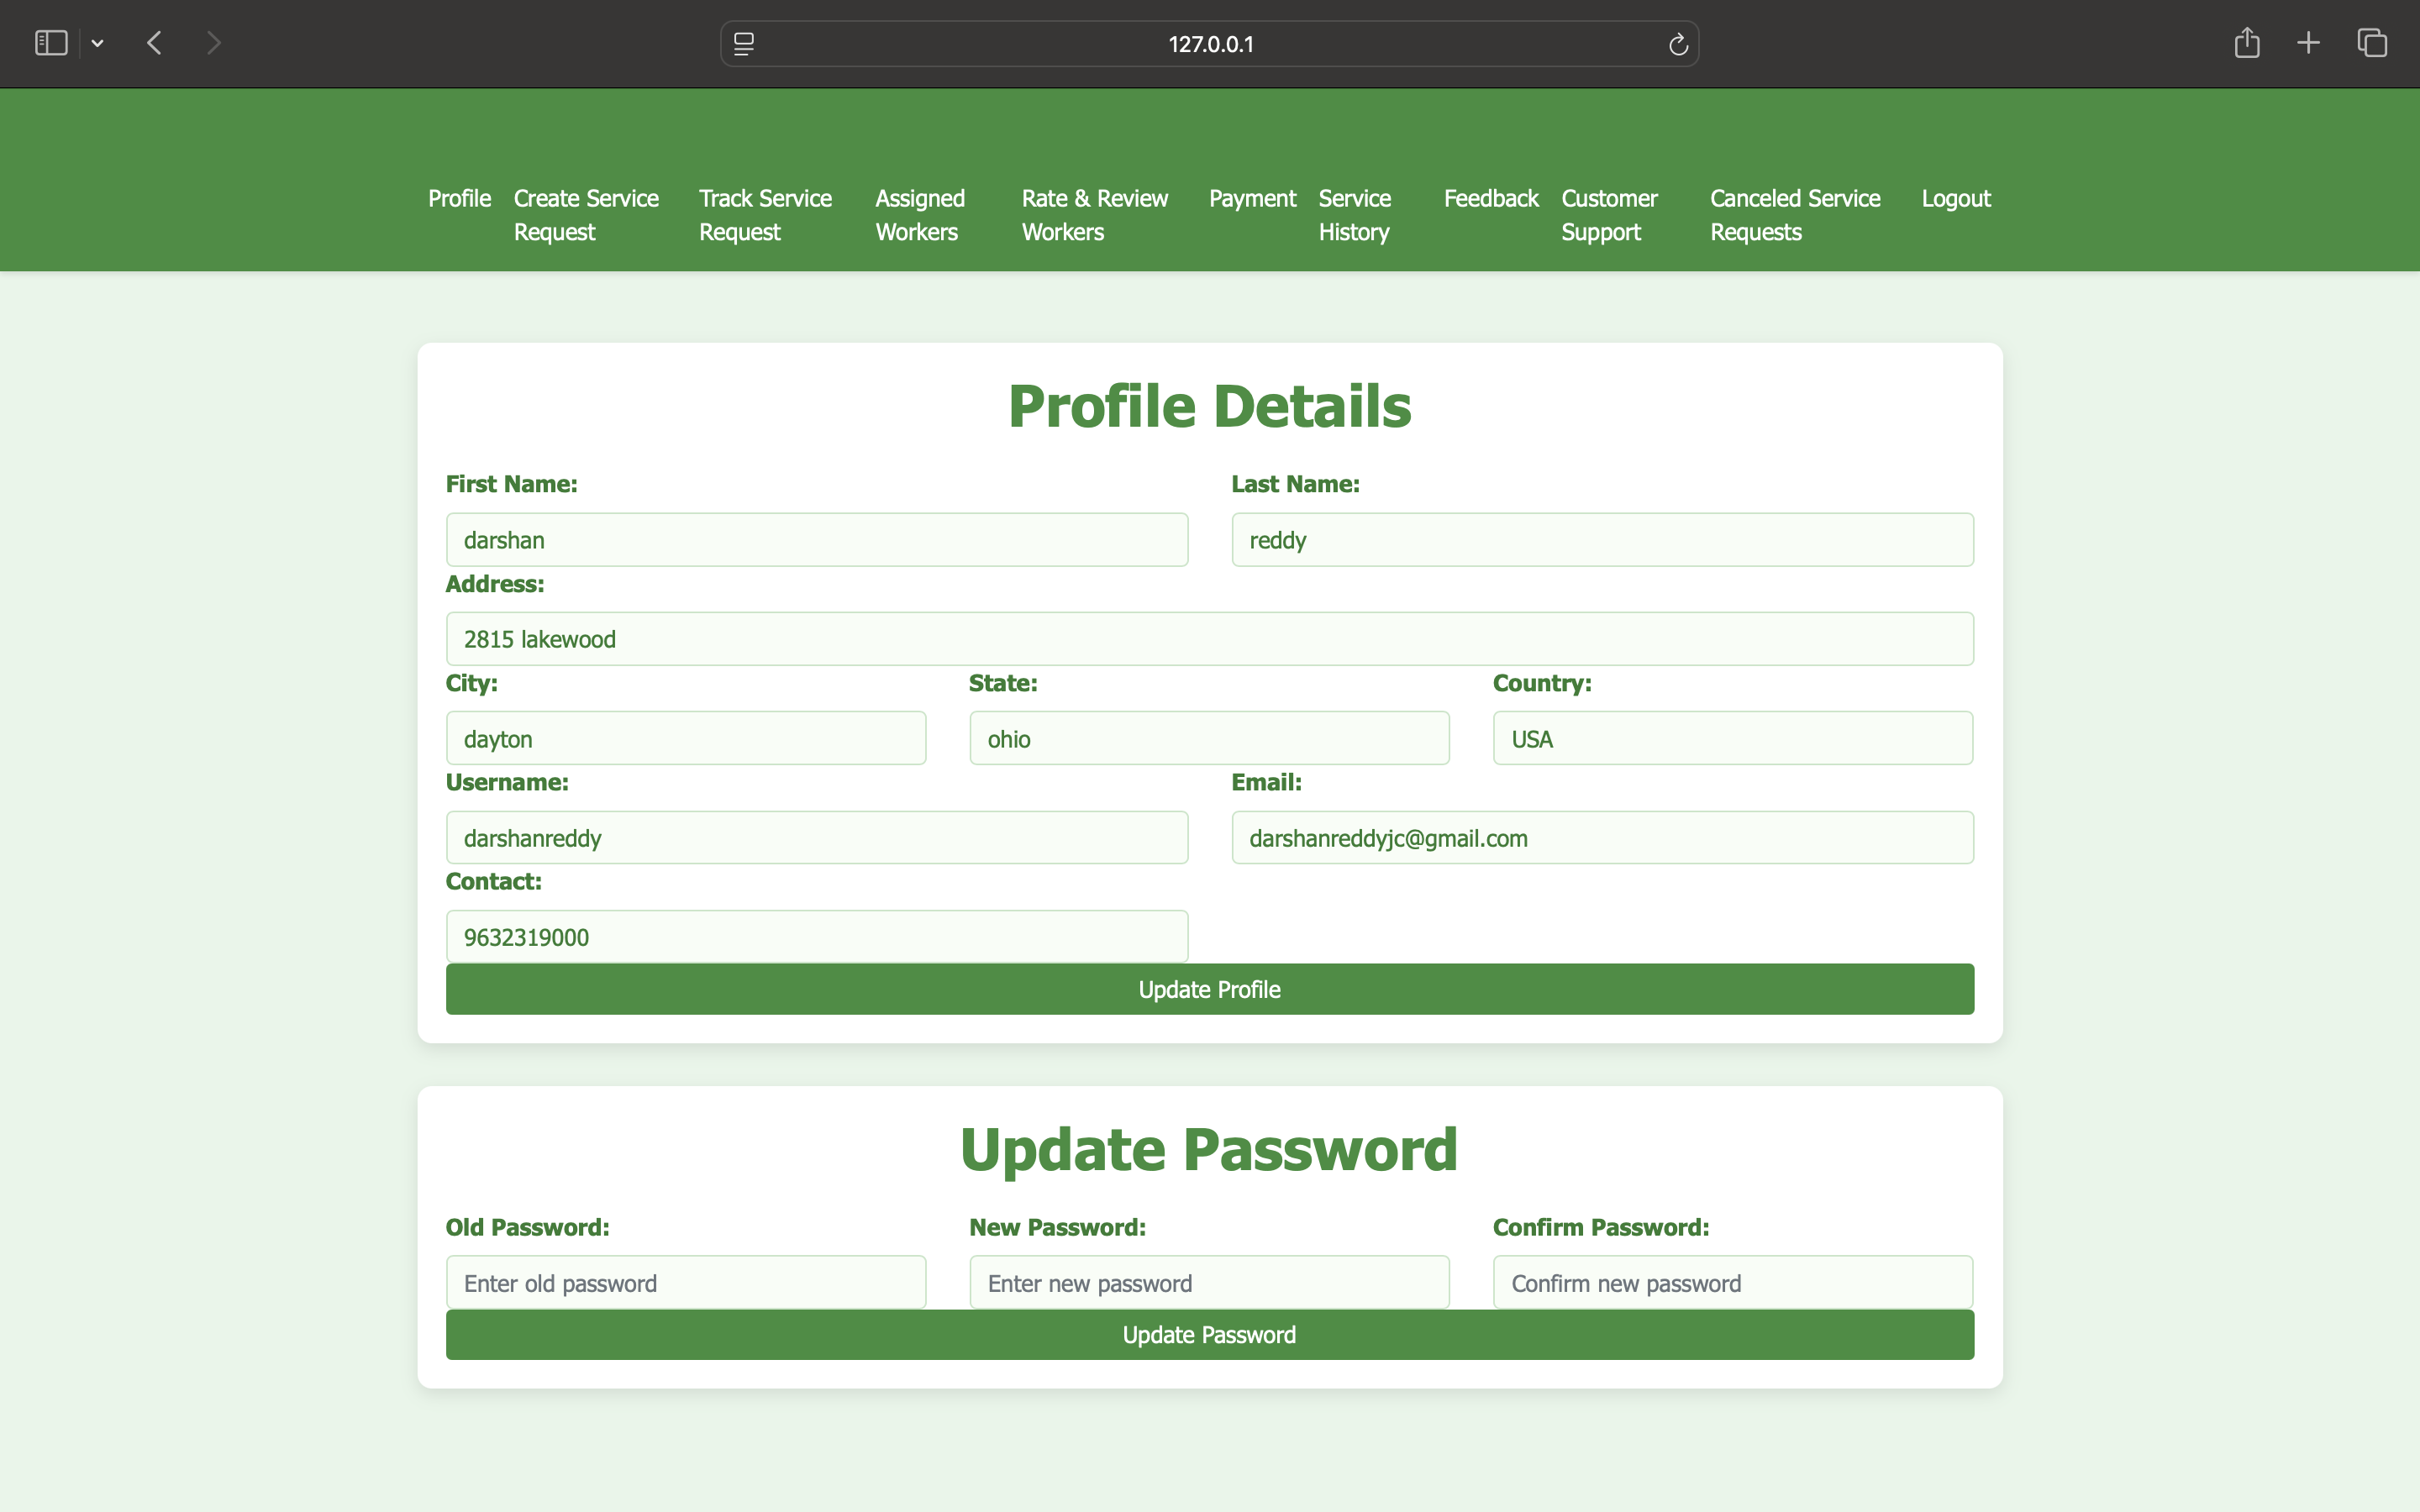 127.0.0.1
Profile Create Service Request Track Service Request Assigned Workers Rate & Review Workers Payment Service History Feedback Customer Support Canceled Service Requests Logout
Profile Details
First Name: Last Name:
darshan reddy
Address:
2815 lakewood
City: State: Country:
dayton ohio USA
Username: Email:
darshanreddy darshanreddyjc@gmail.com
Contact:
9632319000
Update Profile
Update Password
Old Password: New Password: Confirm Password:
Enter old password Enter new password Confirm new password
Update Password